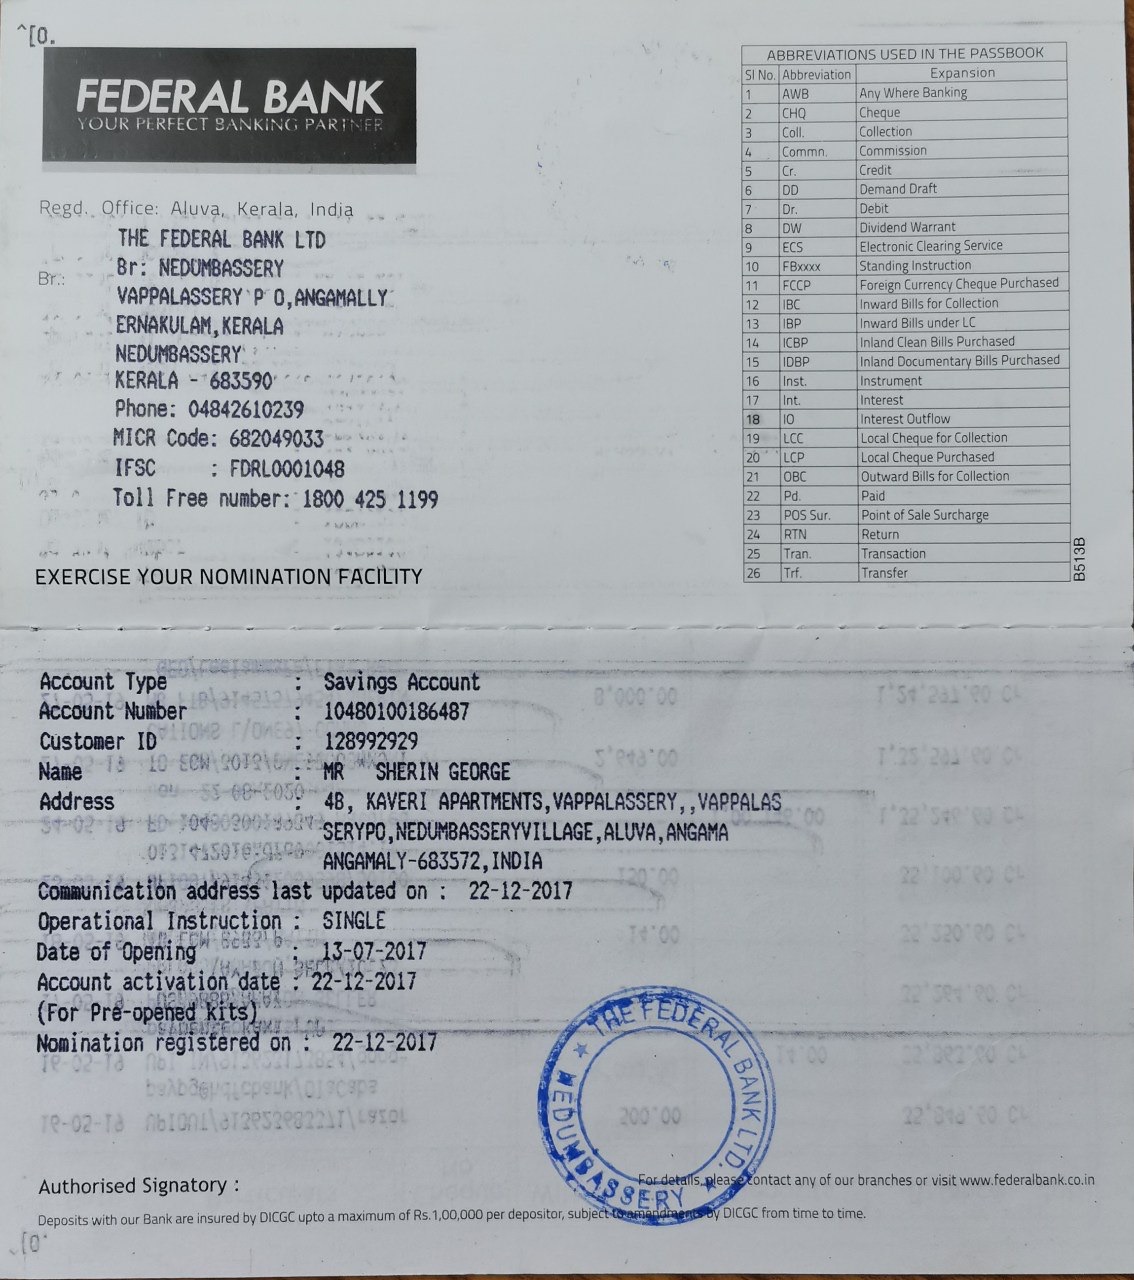 ^[0.
FEDERAL BANK
YOUR PERFECT BANKING PARTNER
Regd. Office: Aluva, Kerala, India
THE FEDERAL BANK LTD
Br.: Br: NEDUMBASSERY
VAPPALASSERY P O,ANGAMALLY
ERNAKULAM,KERALA
NEDUMBASSERY
KERALA - 683590
Phone: 04842610239
MICR Code: 682049033
IFSC : FDRL0001048
Toll Free number: 1800 425 1199
EXERCISE YOUR NOMINATION FACILITY
ABBREVIATIONS USED IN THE PASSBOOK
Sl No. Abbreviation Expansion
1 AWB Any Where Banking
2 CHQ Cheque
3 Coll. Collection
4 Commn. Commission
5 Cr. Credit
6 DD Demand Draft
7 Dr. Debit
8 DW Dividend Warrant
9 ECS Electronic Clearing Service
10 FBxxxx Standing Instruction
11 FCCP Foreign Currency Cheque Purchased
12 IBC Inward Bills for Collection
13 IBP Inward Bills under LC
14 ICBP Inland Clean Bills Purchased
15 IDBP Inland Documentary Bills Purchased
16 Inst. Instrument
17 Int. Interest
18 IO Interest Outflow
19 LCC Local Cheque for Collection
20 LCP Local Cheque Purchased
21 OBC Outward Bills for Collection
22 Pd. Paid
23 POS Sur. Point of Sale Surcharge
24 RTN Return
25 Tran. Transaction
26 Trf. Transfer
B513B
Account Type : Savings Account
Account Number : 10480100186487
Customer ID : 128992929
Name : MR SHERIN GEORGE
Address : 4B, KAVERI APARTMENTS,VAPPALASSERY,,VAPPALAS
SERYPO,NEDUMBASSERYVILLAGE,ALUVA,ANGAMA
ANGAMALY-683572,INDIA
Communication address last updated on : 22-12-2017
Operational Instruction : SINGLE
Date of Opening : 13-07-2017
Account activation date : 22-12-2017
(For Pre-opened Kits)
Nomination registered on : 22-12-2017
THE FEDERAL BANK LTD.
★ NEDUMBASSERY ★
Authorised Signatory :
For details, please contact any of our branches or visit www.federalbank.co.in
Deposits with our Bank are insured by DICGC upto a maximum of Rs.1,00,000 per depositor, subject to amendments by DICGC from time to time.